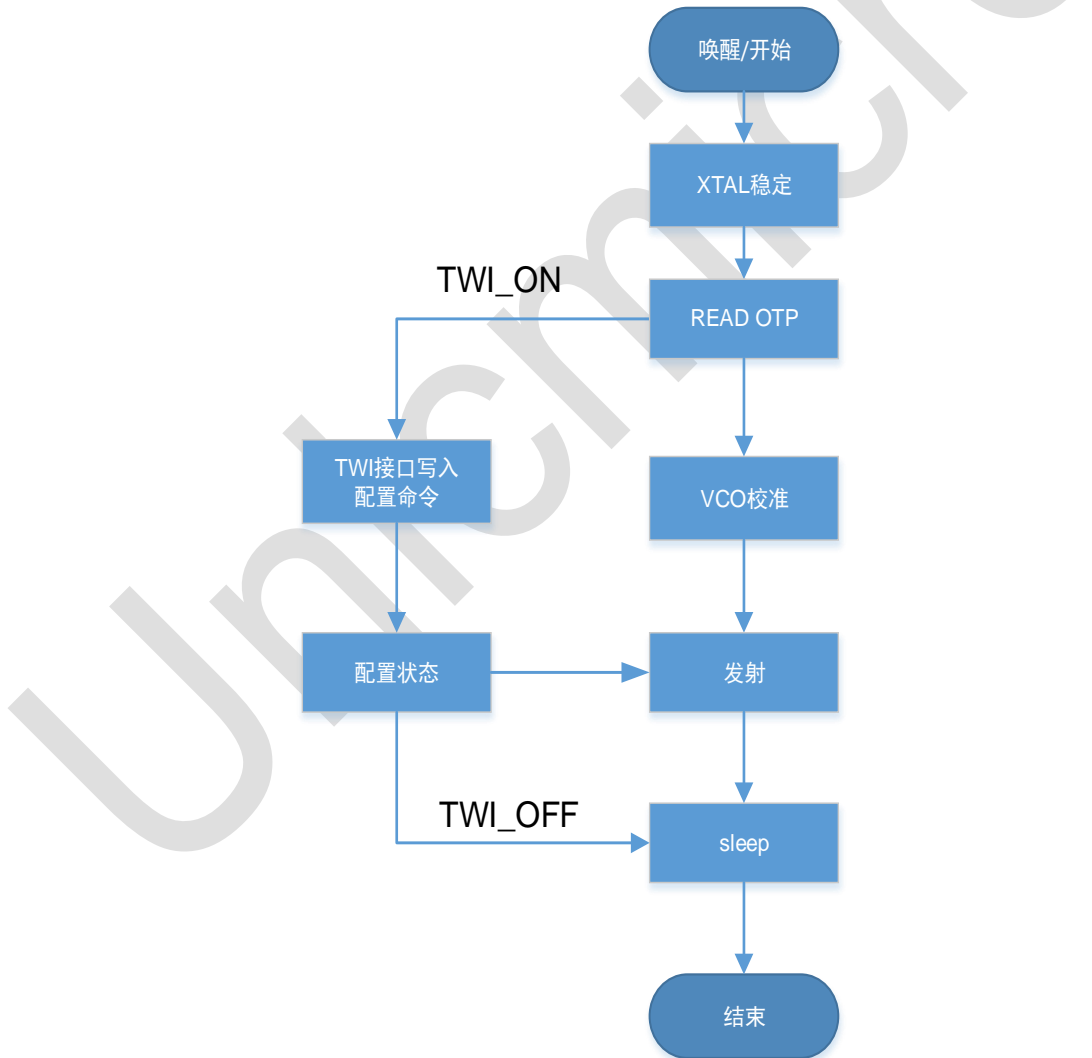 唤醒/开始
XTAL稳定
TWI_ON
READ OTP
TWI接口写入
配置命令
VCO校准
配置状态
发射
TWI_OFF
sleep
结束